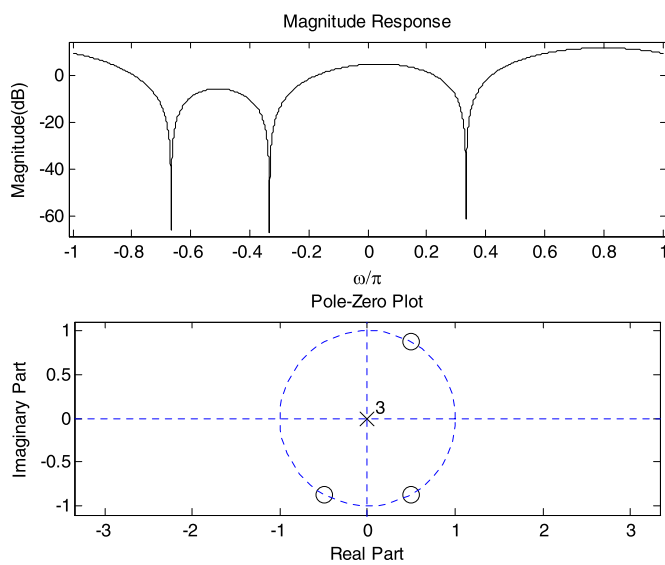 Magnitude Response
Magnitude(dB)
0
-20
-40
-60
-1 -0.8 -0.6 -0.4 -0.2 0 0.2 0.4 0.6 0.8 1
ω/π
Pole-Zero Plot
Imaginary Part
1
0.5
0
-0.5
-1
3
-3 -2 -1 0 1 2 3
Real Part